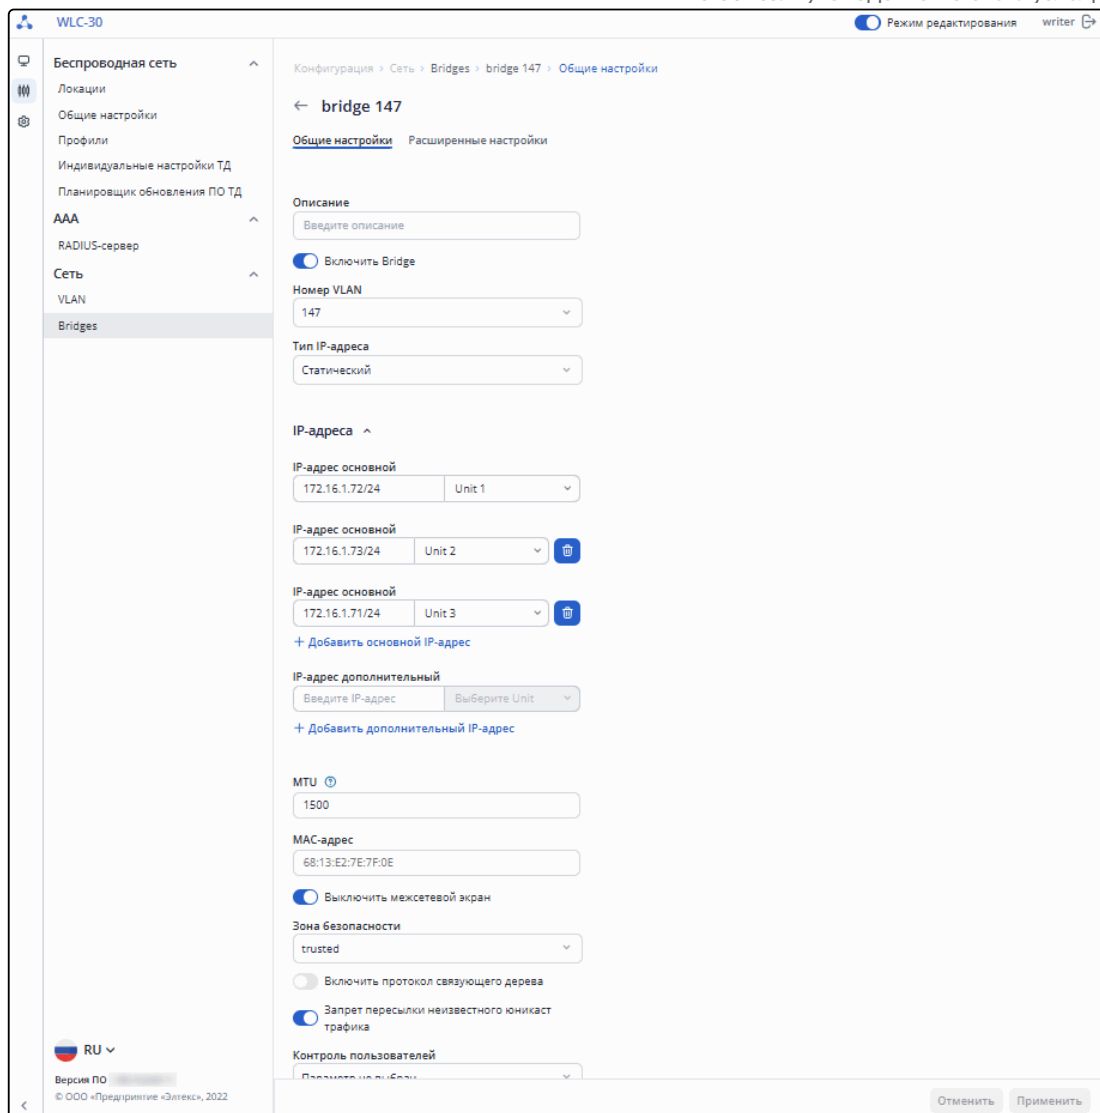 WLC-30
Режим редактирования
writer
Беспроводная сеть
Локации
Общие настройки
Профили
Индивидуальные настройки ТД
Планировщик обновления ПО ТД
AAA
RADIUS-сервер
Сеть
VLAN
Bridges
Конфигурация > Сеть > Bridges > bridge 147 > Общие настройки
← bridge 147
Общие настройки Расширенные настройки
Описание
Введите описание
Включить Bridge
Номер VLAN
147
Тип IP-адреса
Статический
IP-адреса
IP-адрес основной
172.16.1.72/24 Unit 1
IP-адрес основной
172.16.1.73/24 Unit 2
IP-адрес основной
172.16.1.71/24 Unit 3
+ Добавить основной IP-адрес
IP-адрес дополнительный
Введите IP-адрес Выберите Unit
+ Добавить дополнительный IP-адрес
MTU
1500
MAC-адрес
68:13:E2:7E:7F:0E
Выключить межсетевой экран
Зона безопасности
trusted
Включить протокол связующего дерева
Запрет пересылки неизвестного юникаст
трафика
Контроль пользователей
Параметр не выбран
RU
Версия ПО
© ООО «Предприятие «Элтекс», 2022
Отменить Применить